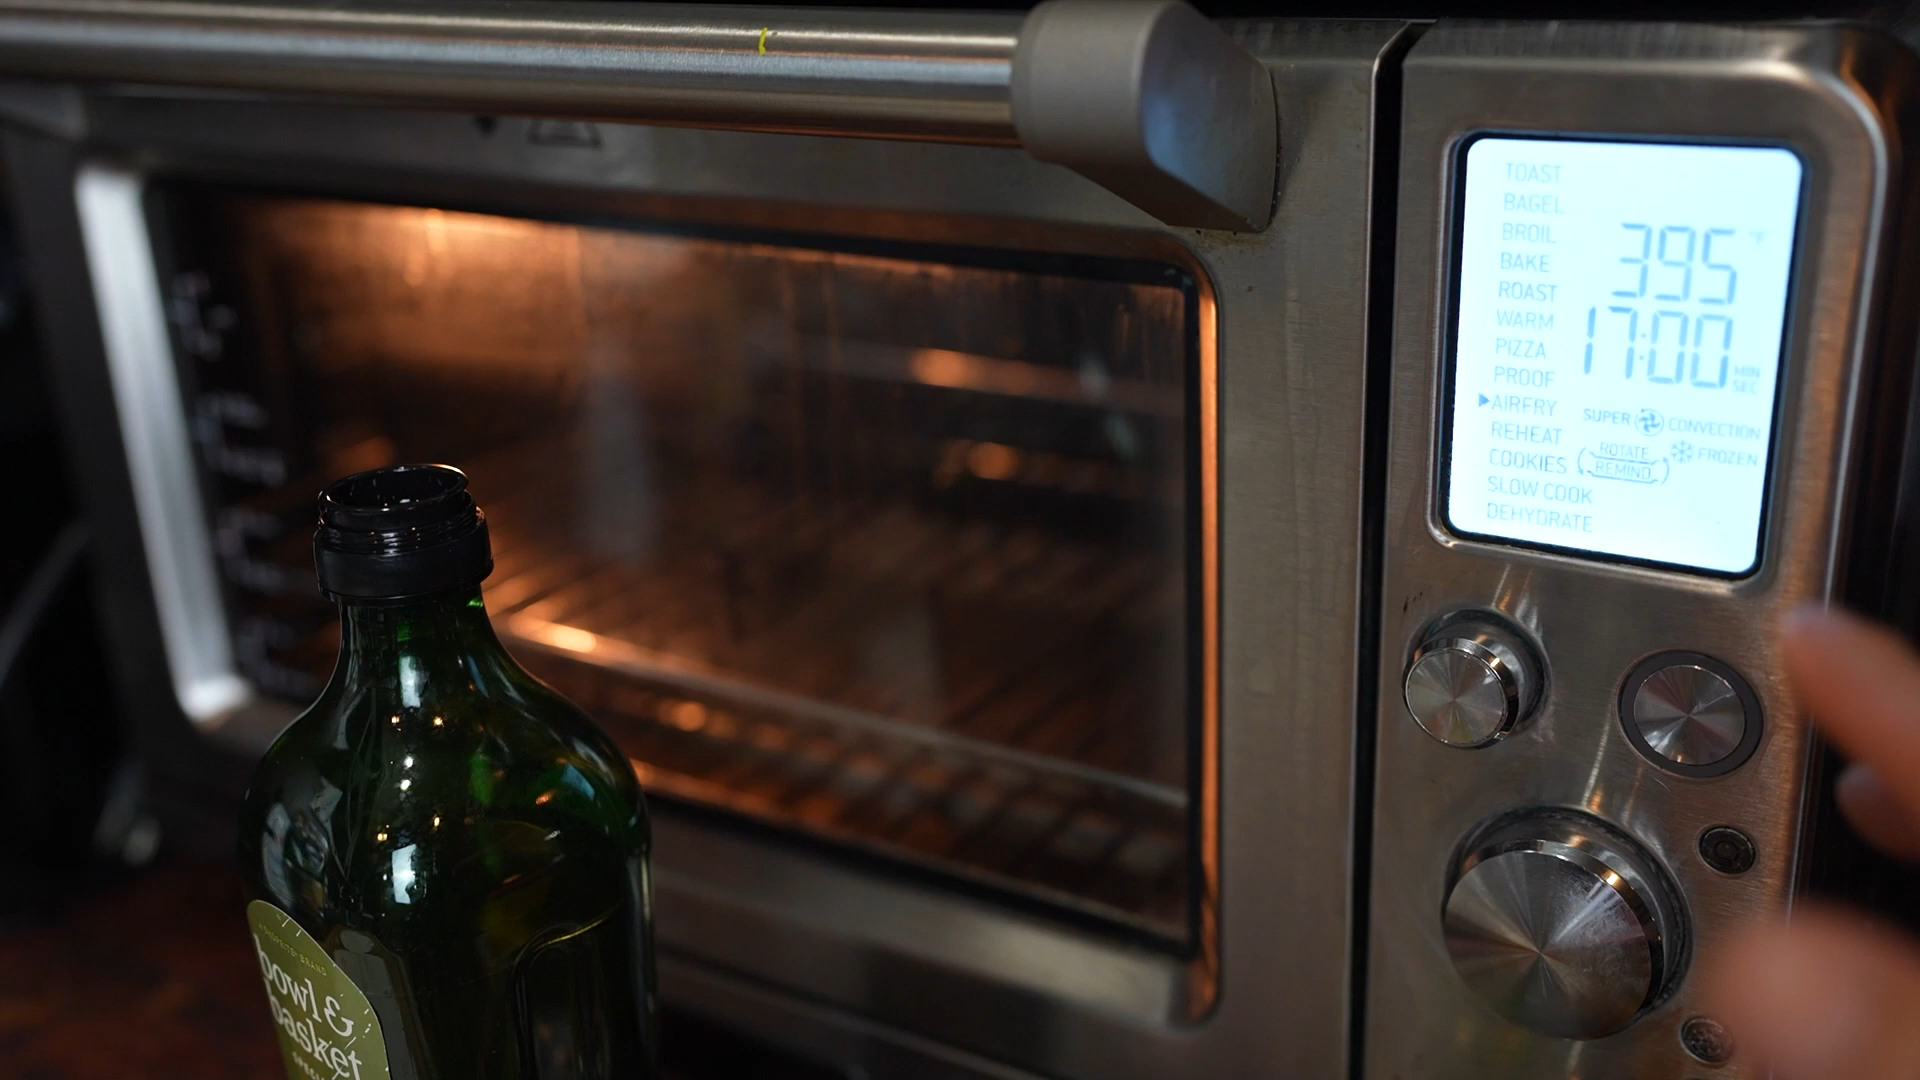 TOAST
BAGEL
BROIL
BAKE
ROAST
WARM
PIZZA
PROOF
AIRFRY
REHEAT
COOKIES
SLOW COOK
DEHYDRATE
395 °F
17:00 MIN
SEC
SUPER CONVECTION
ROTATE
REMIND
FROZEN
bowl &
basket